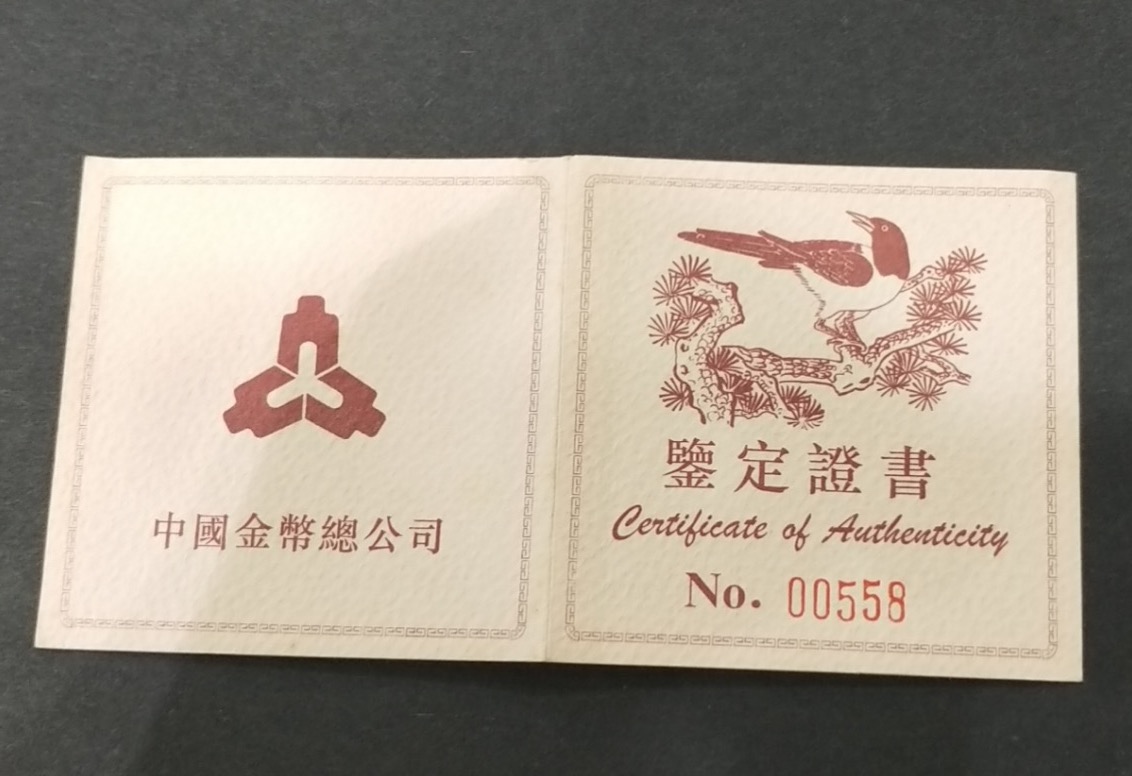 中國金幣總公司
鑒定證書
Certificate of Authenticity
No. 00558